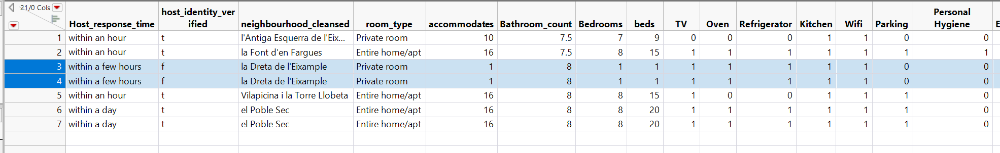 21/0 Cols
Host_response_time host_identity_ver ified neighbourhood_cleansed room_type accommodates Bathroom_count Bedrooms beds TV Oven Refrigerator Kitchen Wifi Parking Personal Hygiene E
1 within an hour t l'Antiga Esquerra de l'Eix... Private room 10 7.5 7 9 0 0 0 1 1 0 0
2 within an hour t la Font d'en Fargues Entire home/apt 16 7.5 8 15 1 1 1 1 1 1 1
3 within a few hours f la Dreta de l'Eixample Private room 1 8 1 1 1 1 1 1 1 0 0
4 within a few hours f la Dreta de l'Eixample Private room 1 8 1 1 1 1 1 1 1 0 0
5 within an hour t Vilapicina i la Torre Llobeta Entire home/apt 16 8 8 15 1 0 0 1 1 1 0
6 within a day t el Poble Sec Entire home/apt 16 8 8 20 1 1 1 1 1 1 0
7 within a day t el Poble Sec Entire home/apt 16 8 8 20 1 1 1 1 1 1 0